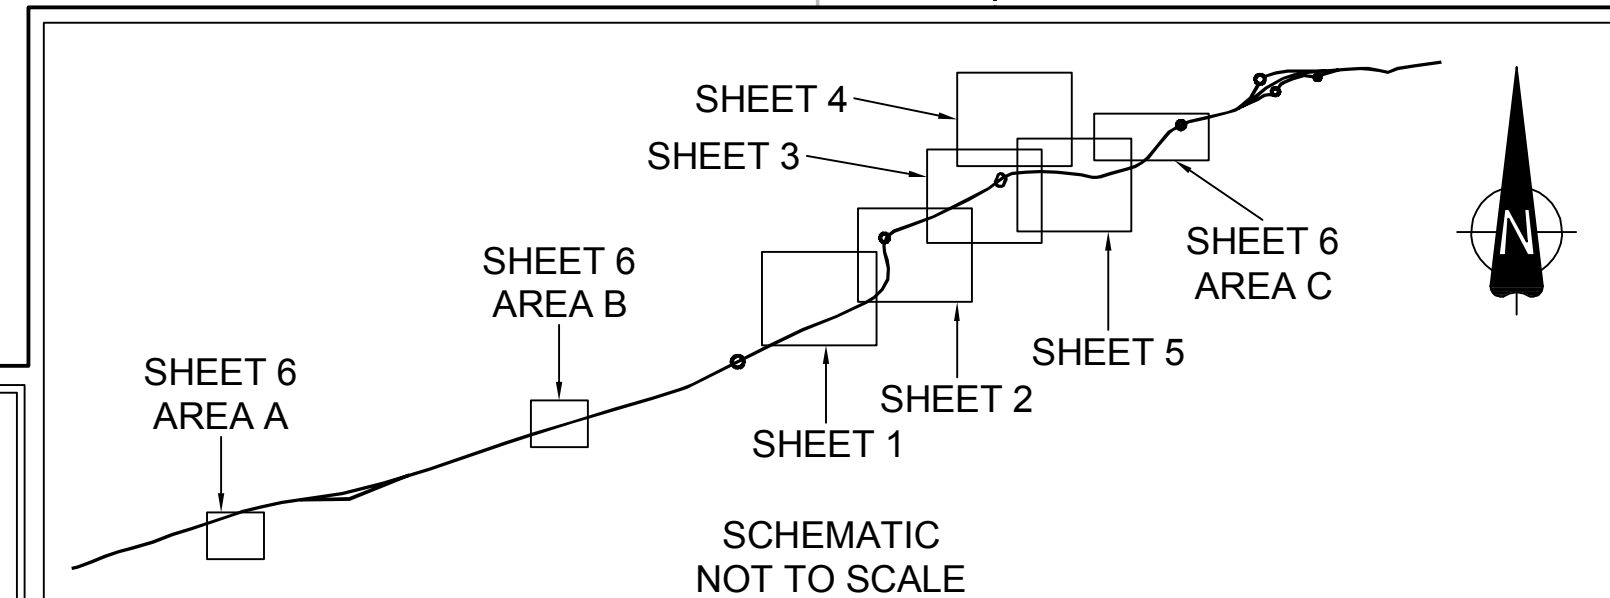 SHEET 4
SHEET 3
SHEET 6
AREA C
SHEET 6
AREA B
SHEET 5
SHEET 2
SHEET 1
SHEET 6
AREA A
N
SCHEMATIC
NOT TO SCALE